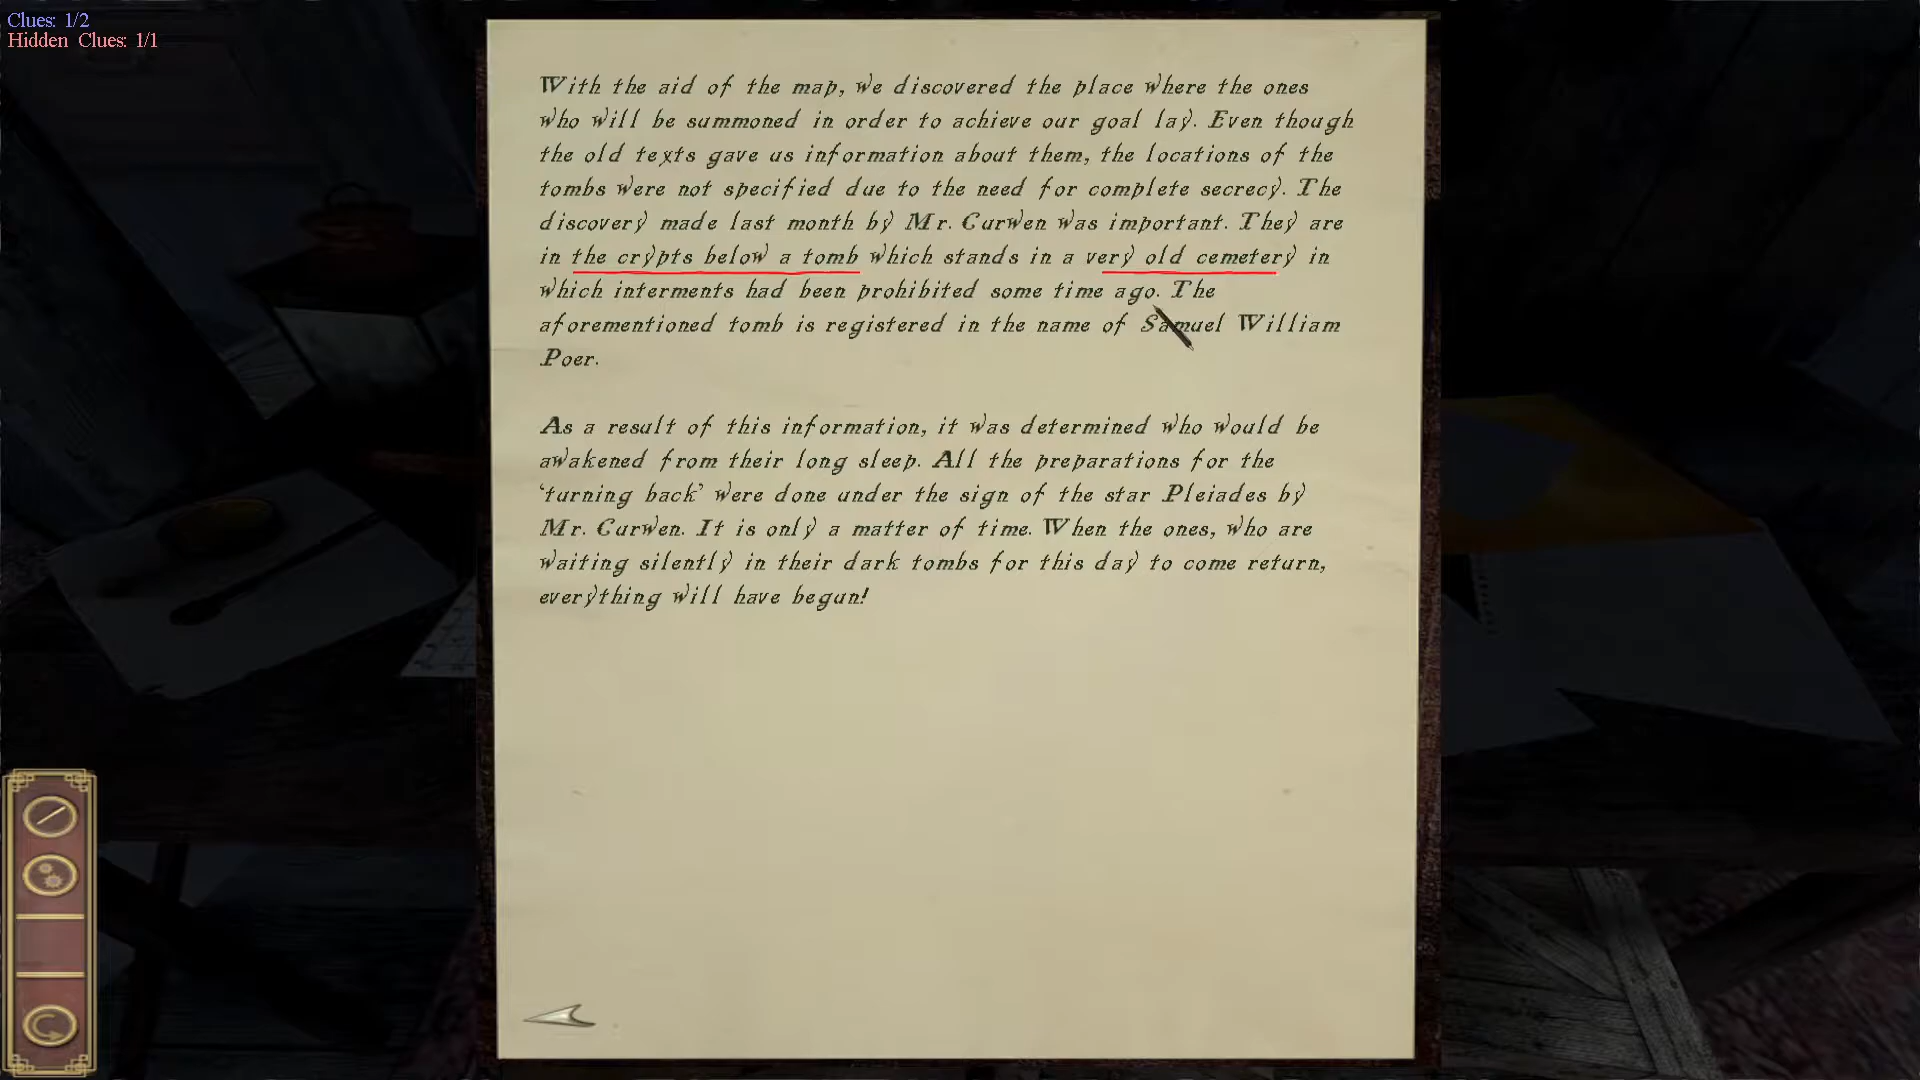 Clues: 1/2
Hidden Clues: 1/1
With the aid of the map, we discovered the place where the ones
who will be summoned in order to achieve our goal lay. Even though
the old texts gave us information about them, the locations of the
tombs were not specified due to the need for complete secrecy. The
discovery made last month by Mr. Curwen was important. They are
in the crypts below a tomb which stands in a very old cemetery in
which interments had been prohibited some time ago. The
aforementioned tomb is registered in the name of Samuel William
Poer.
As a result of this information, it was determined who would be
awakened from their long sleep. All the preparations for the
‘turning back’ were done under the sign of the star Pleiades by
Mr. Curwen. It is only a matter of time. When the ones, who are
waiting silently in their dark tombs for this day to come return,
everything will have begun!